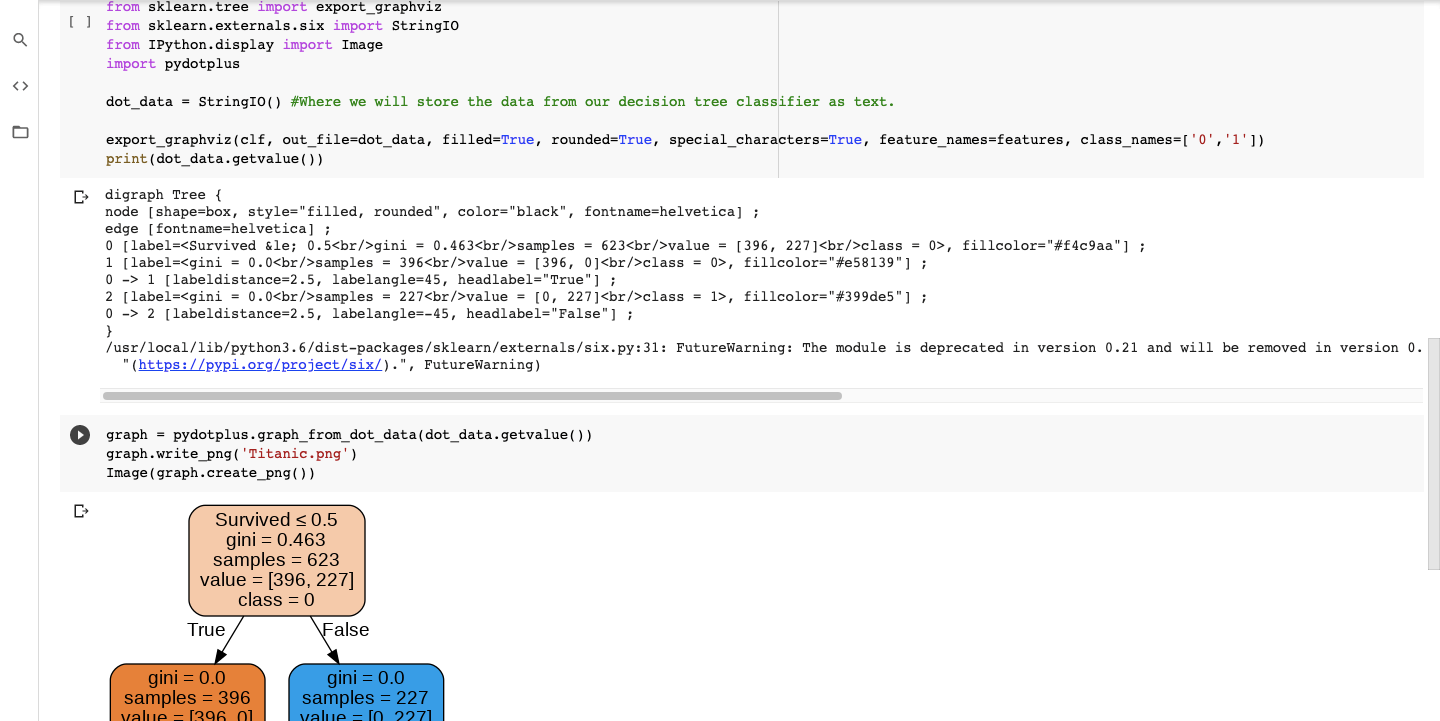 from sklearn.tree import export_graphviz
[ ] from sklearn.externals.six import StringIO
from IPython.display import Image
import pydotplus
dot_data = StringIO() #Where we will store the data from our decision tree classifier as text.
export_graphviz(clf, out_file=dot_data, filled=True, rounded=True, special_characters=True, feature_names=features, class_names=['0','1'])
print(dot_data.getvalue())
digraph Tree {
node [shape=box, style="filled, rounded", color="black", fontname=helvetica] ;
edge [fontname=helvetica] ;
0 [label=<Survived &le; 0.5<br/>gini = 0.463<br/>samples = 623<br/>value = [396, 227]<br/>class = 0>, fillcolor="#f4c9aa"] ;
1 [label=<gini = 0.0<br/>samples = 396<br/>value = [396, 0]<br/>class = 0>, fillcolor="#e58139"] ;
0 -> 1 [labeldistance=2.5, labelangle=45, headlabel="True"] ;
2 [label=<gini = 0.0<br/>samples = 227<br/>value = [0, 227]<br/>class = 1>, fillcolor="#399de5"] ;
0 -> 2 [labeldistance=2.5, labelangle=-45, headlabel="False"] ;
}
/usr/local/lib/python3.6/dist-packages/sklearn/externals/six.py:31: FutureWarning: The module is deprecated in version 0.21 and will be removed in version 0.
"(https://pypi.org/project/six/).", FutureWarning)
graph = pydotplus.graph_from_dot_data(dot_data.getvalue())
graph.write_png('Titanic.png')
Image(graph.create_png())
Survived ≤ 0.5
gini = 0.463
samples = 623
value = [396, 227]
class = 0
True
False
gini = 0.0
samples = 396
value = [396, 0]
gini = 0.0
samples = 227
value = [0, 227]